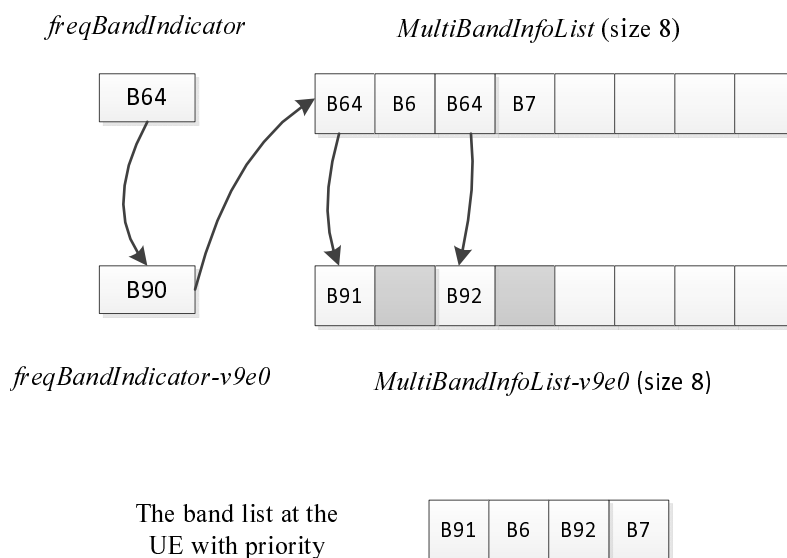 freqBandIndicator
MultiBandInfoList (size 8)
B64
B64 B6 B64 B7
B90
B91 B92
freqBandIndicator-v9e0
MultiBandInfoList-v9e0 (size 8)
The band list at the
UE with priority
B91 B6 B92 B7